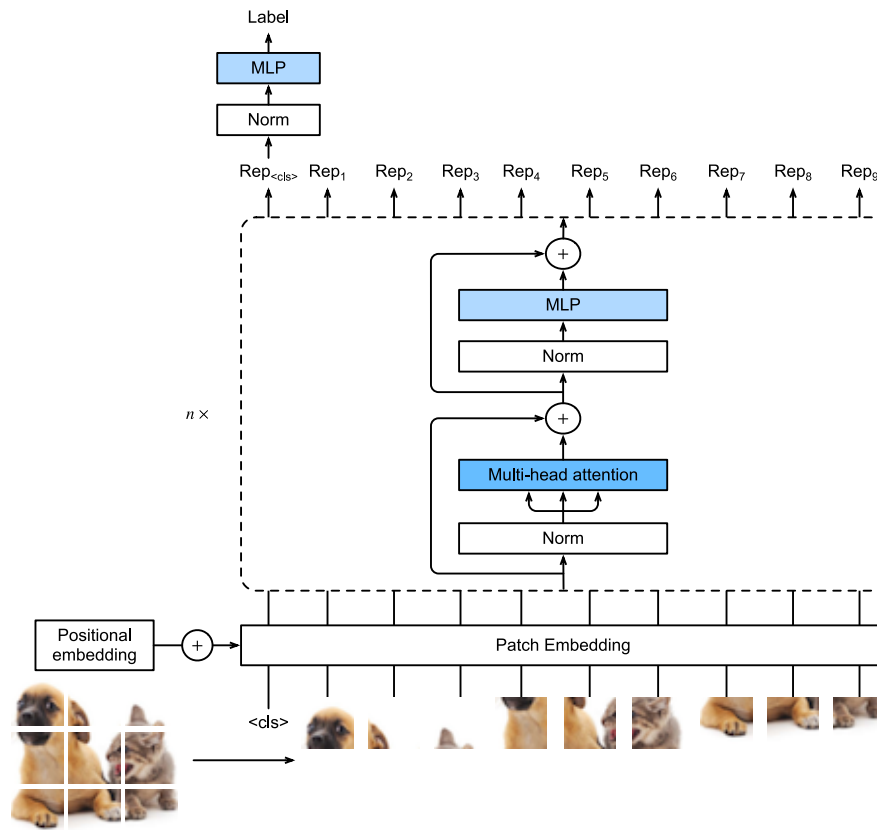 Label
MLP
Norm
Rep<cls> Rep1 Rep2 Rep3 Rep4 Rep5 Rep6 Rep7 Rep8 Rep9
+
MLP
Norm
n ×
+
Multi-head attention
Norm
Positional
embedding
+
Patch Embedding
<cls>